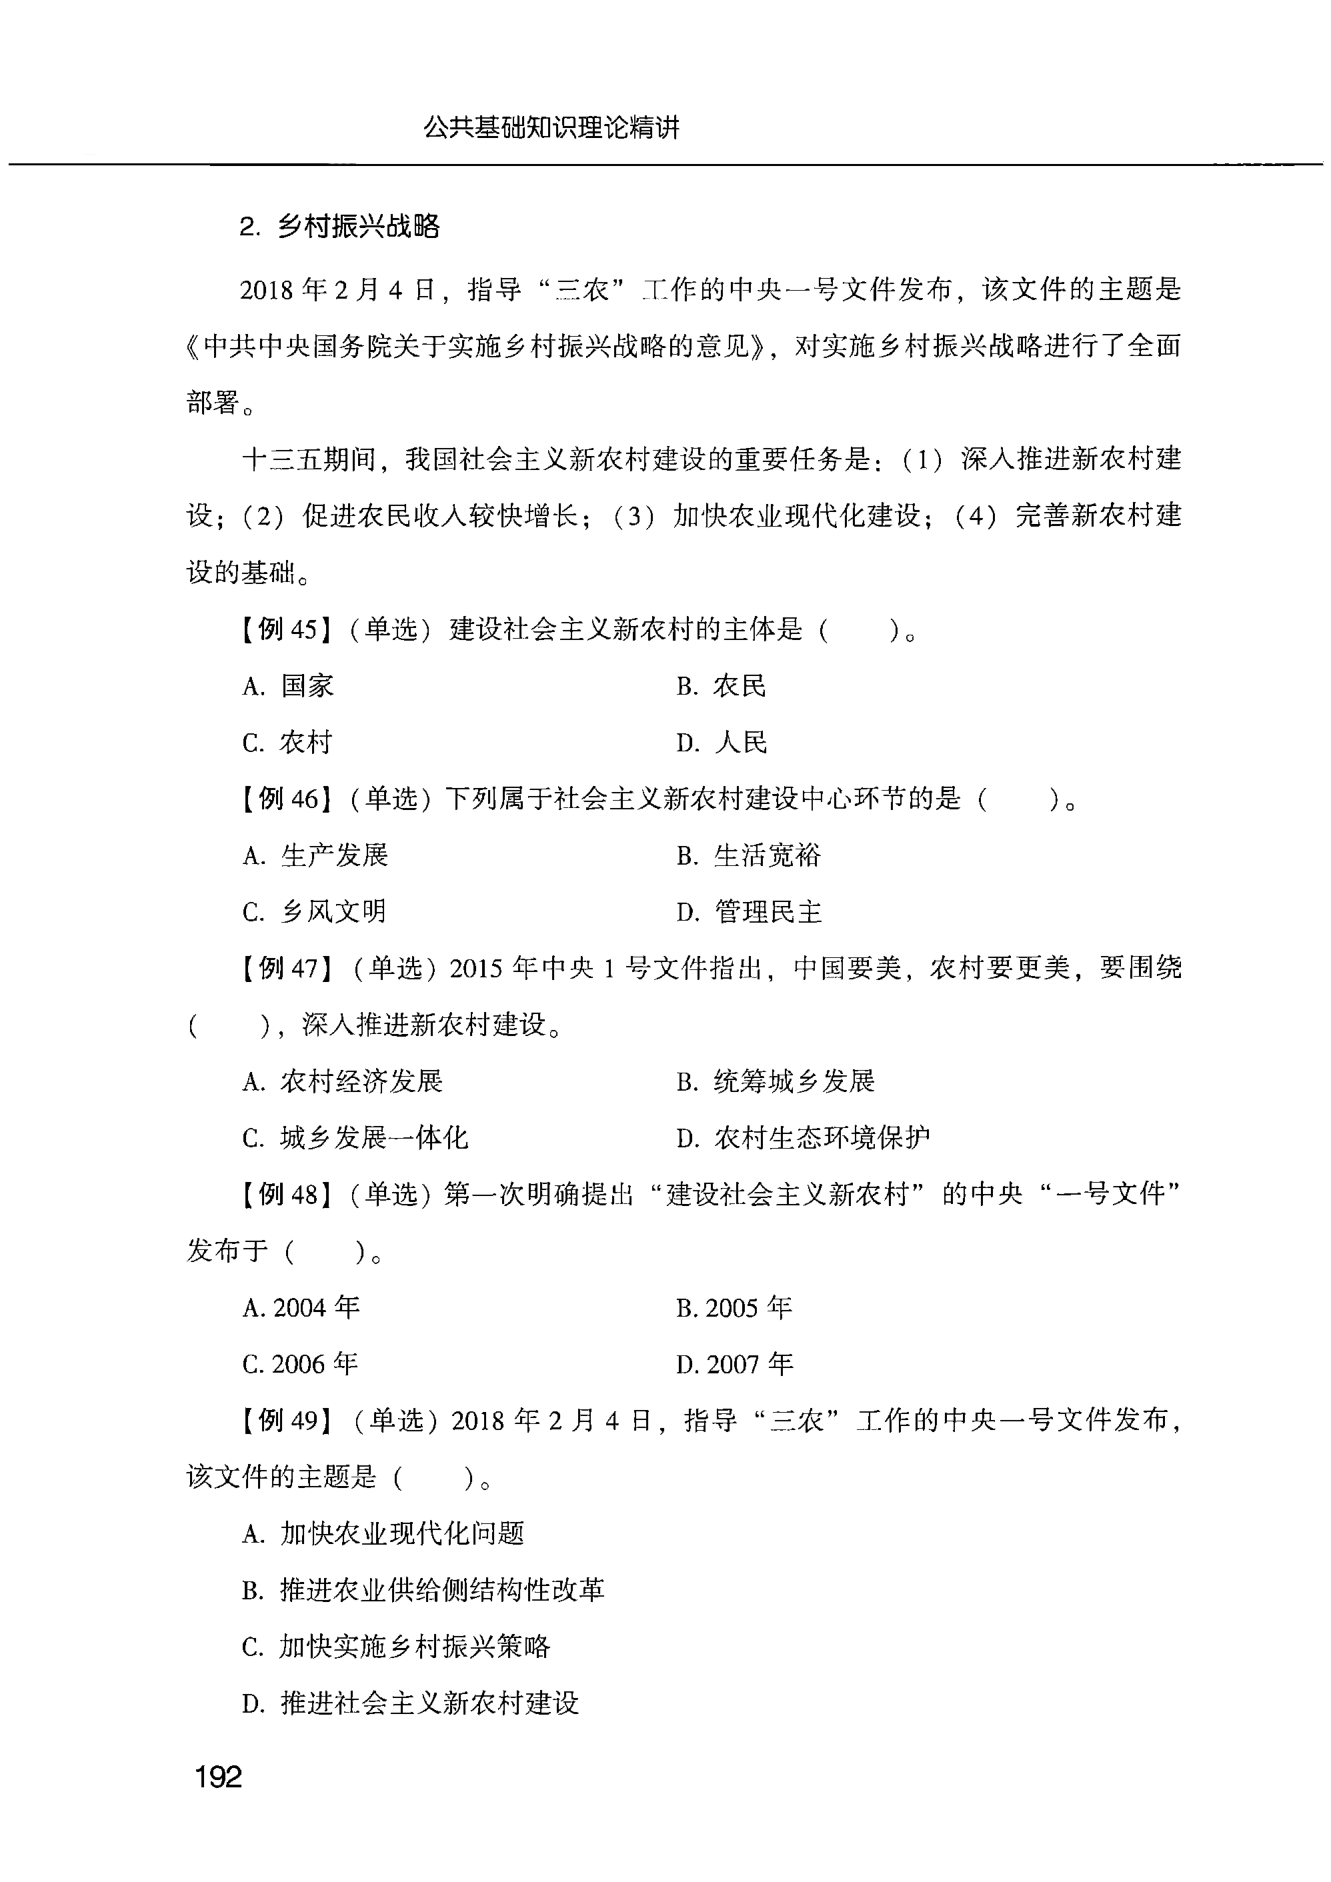 公共基础知识理论精讲
2. 乡村振兴战略
2018 年 2 月 4 日，指导“三农”工作的中央一号文件发布，该文件的主题是
《中共中央国务院关于实施乡村振兴战略的意见》，对实施乡村振兴战略进行了全面
部署。
十三五期间，我国社会主义新农村建设的重要任务是：（1）深入推进新农村建
设；（2）促进农民收入较快增长；（3）加快农业现代化建设；（4）完善新农村建
设的基础。
【例 45】（单选）建设社会主义新农村的主体是（　　）。
A. 国家　B. 农民
C. 农村　D. 人民
【例 46】（单选）下列属于社会主义新农村建设中心环节的是（　　）。
A. 生产发展　B. 生活宽裕
C. 乡风文明　D. 管理民主
【例 47】（单选）2015 年中央 1 号文件指出，中国要美，农村要更美，要围绕
（　　），深入推进新农村建设。
A. 农村经济发展　B. 统筹城乡发展
C. 城乡发展一体化　D. 农村生态环境保护
【例 48】（单选）第一次明确提出“建设社会主义新农村”的中央“一号文件”
发布于（　　）。
A. 2004 年　B. 2005 年
C. 2006 年　D. 2007 年
【例 49】（单选）2018 年 2 月 4 日，指导“三农”工作的中央一号文件发布，
该文件的主题是（　　）。
A. 加快农业现代化问题
B. 推进农业供给侧结构性改革
C. 加快实施乡村振兴策略
D. 推进社会主义新农村建设
192